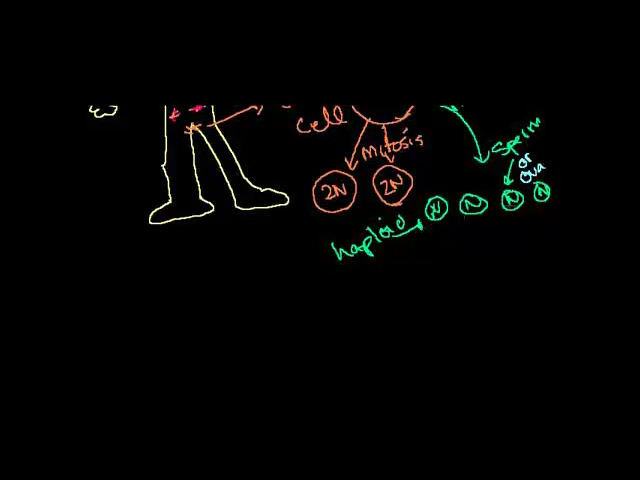 cell
mitosis
sperm
or
ova
2N 2N
N N N N
haploid